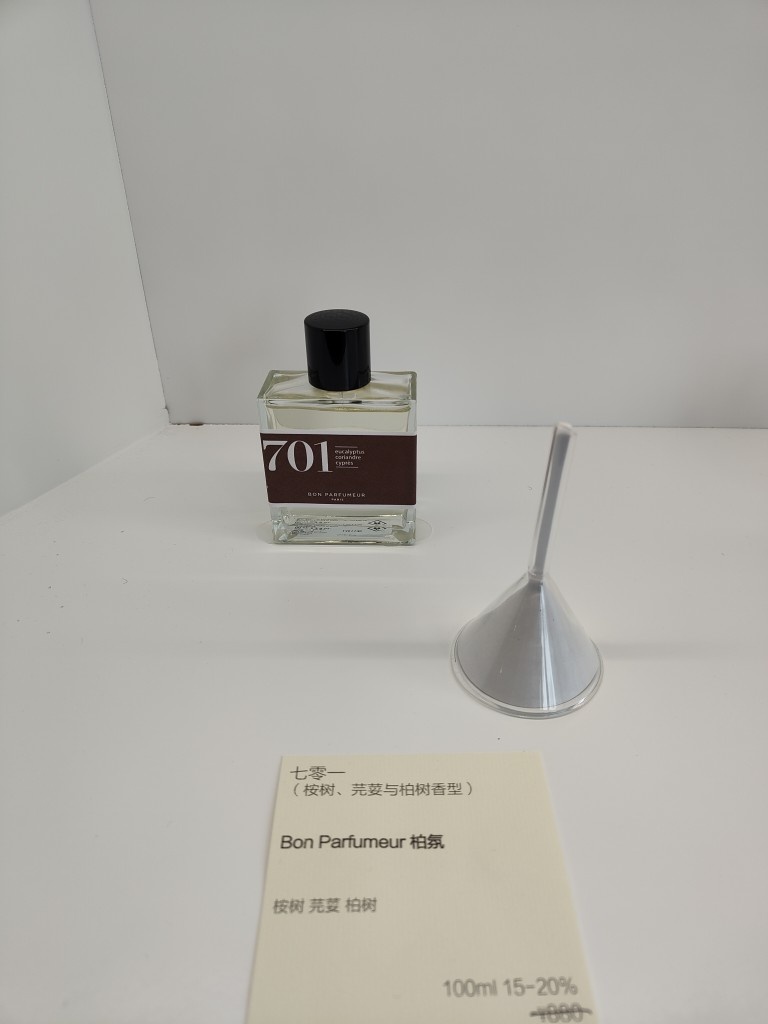 701
eucalyptus
coriandre
cyprès
BON PARFUMEUR
PARIS
七零一
（桉树、芫荽与柏树香型）
Bon Parfumeur 柏氛
桉树 芫荽 柏树
100ml 15-20%